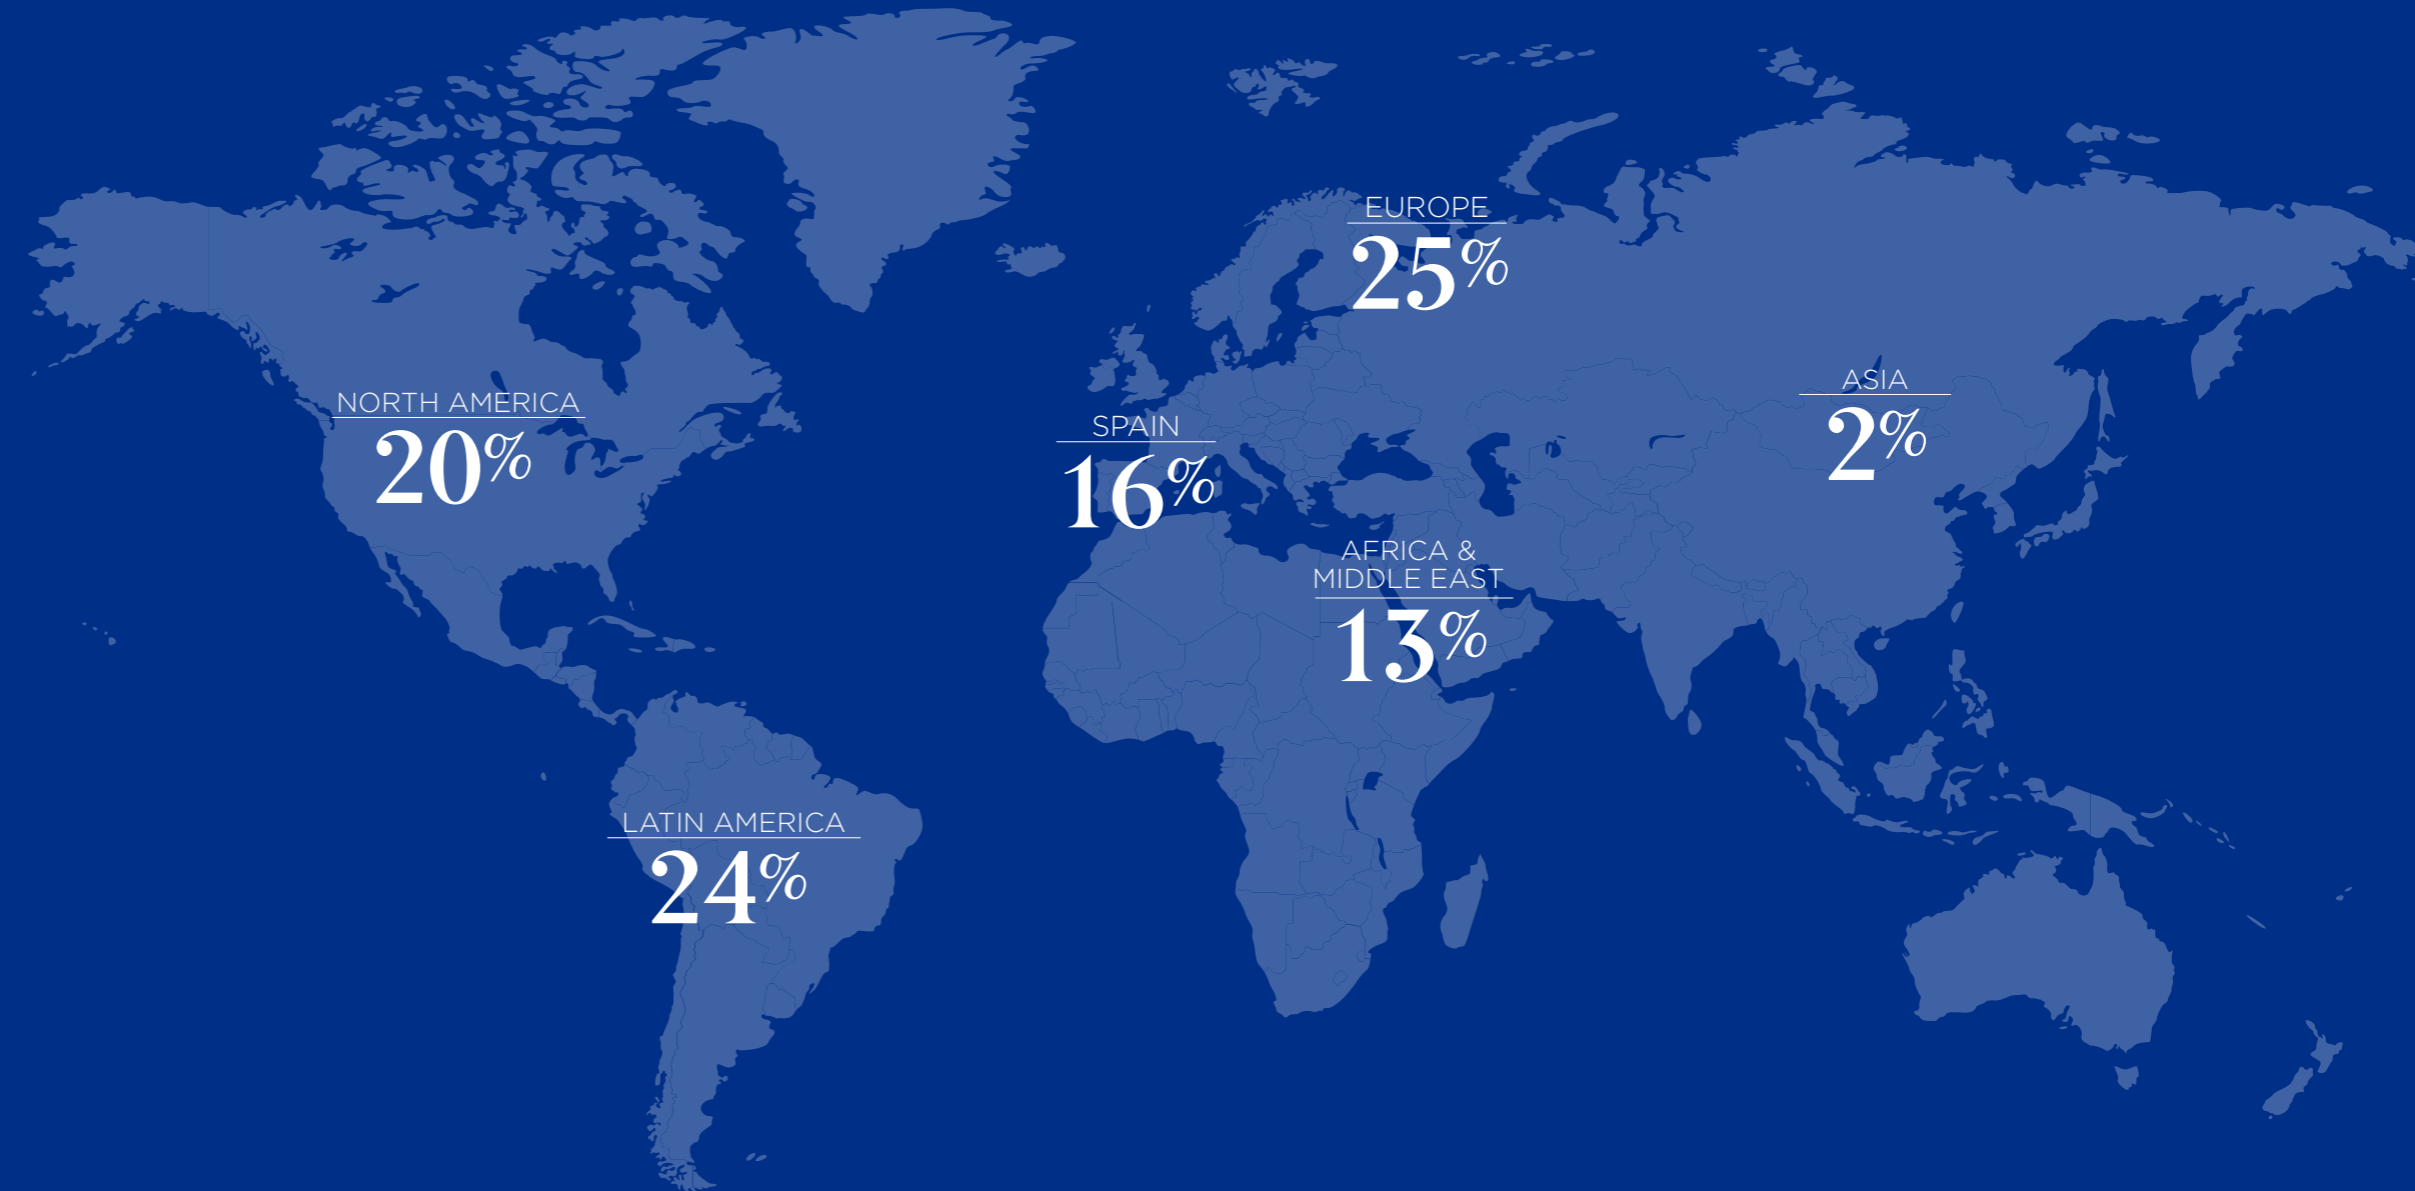 EUROPE
25%
ASIA
2%
NORTH AMERICA
20%
SPAIN
16%
AFRICA &
MIDDLE EAST
13%
LATIN AMERICA
24%